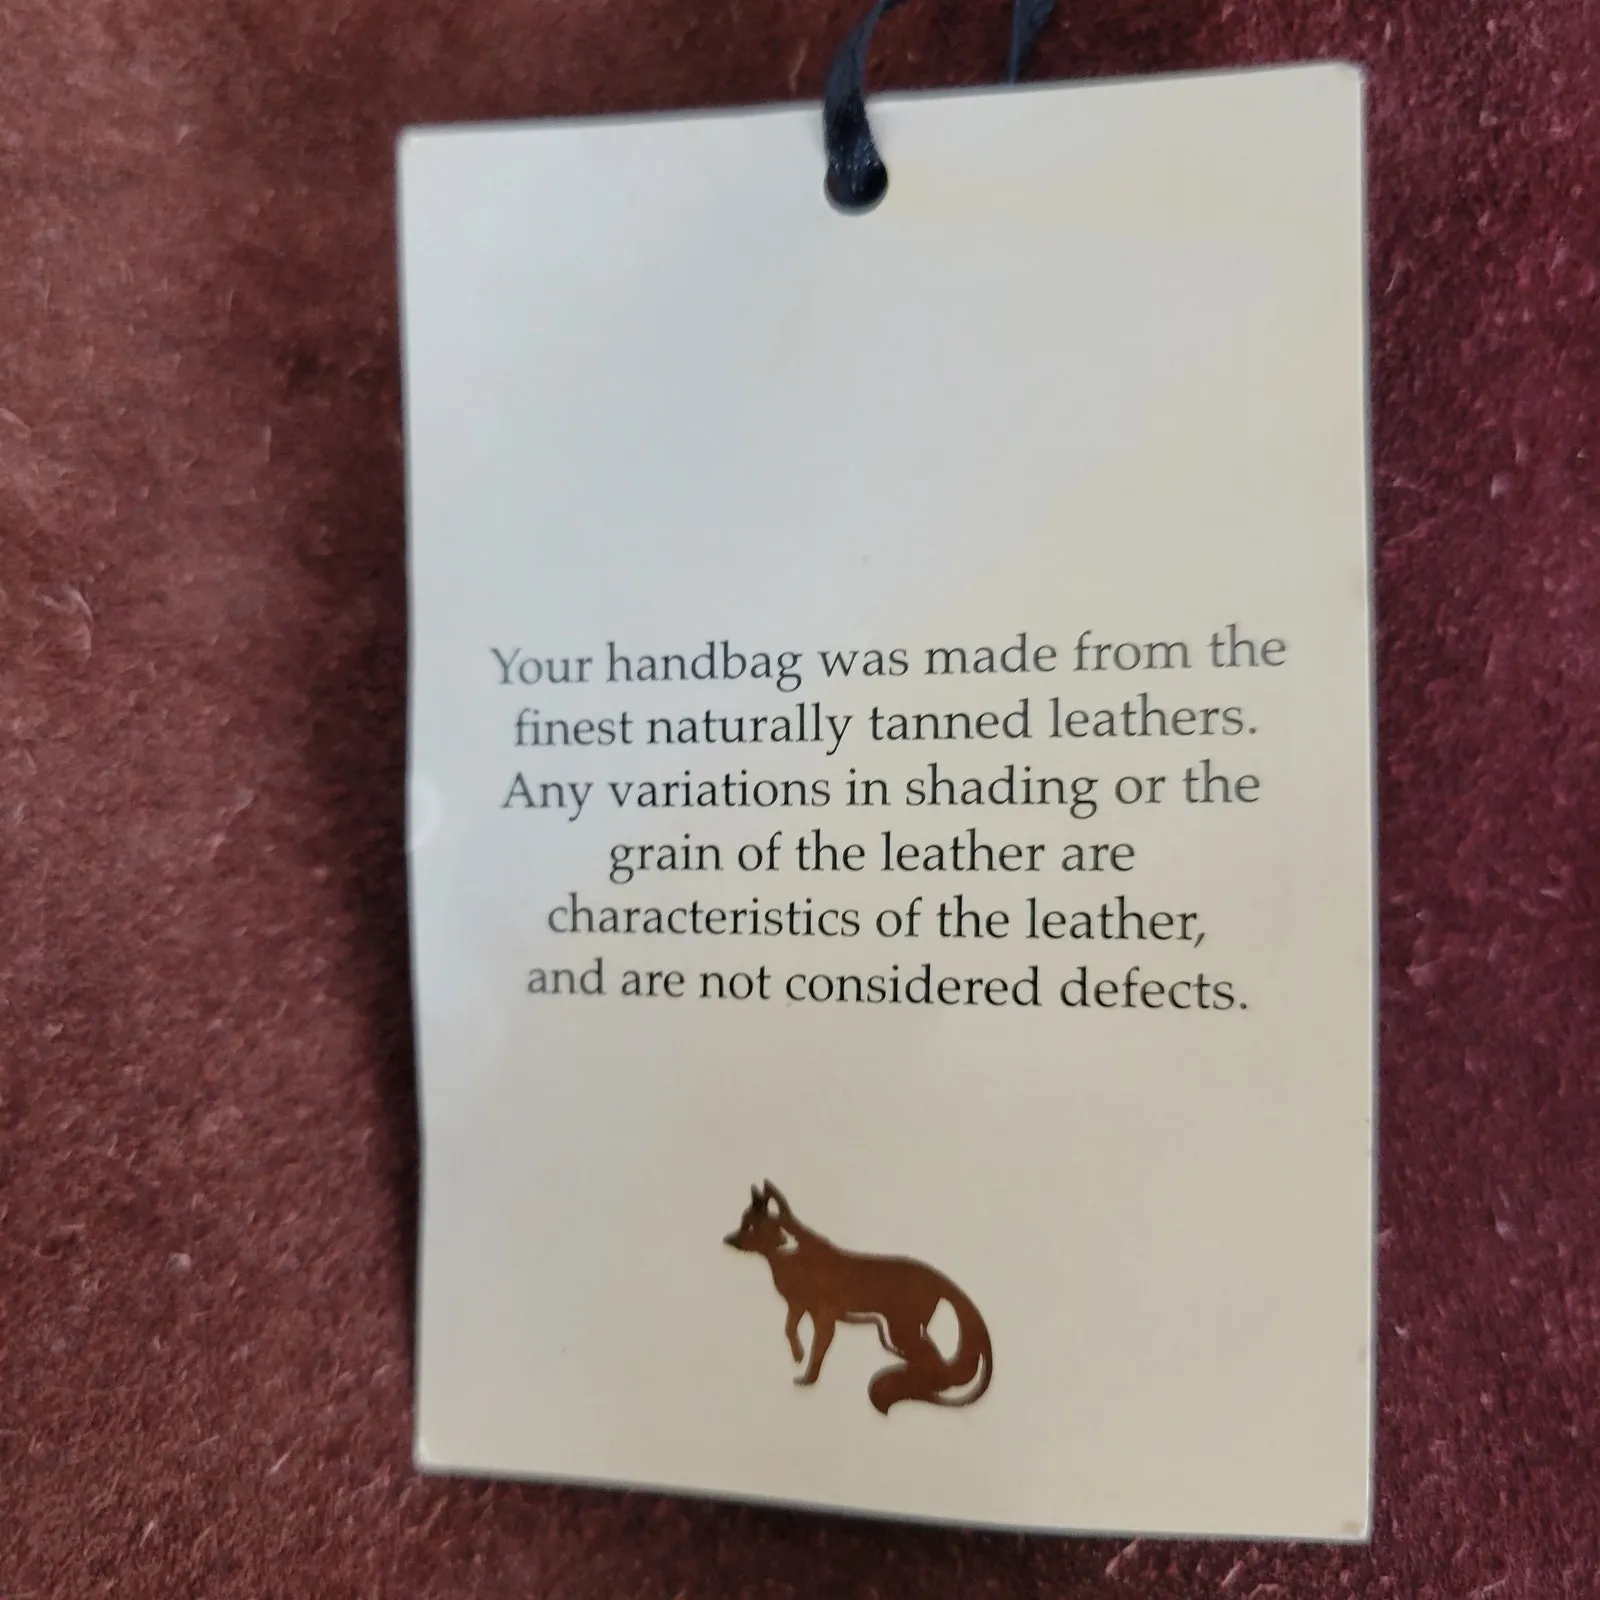 Your handbag was made from the
finest naturally tanned leathers.
Any variations in shading or the
grain of the leather are
characteristics of the leather,
and are not considered defects.